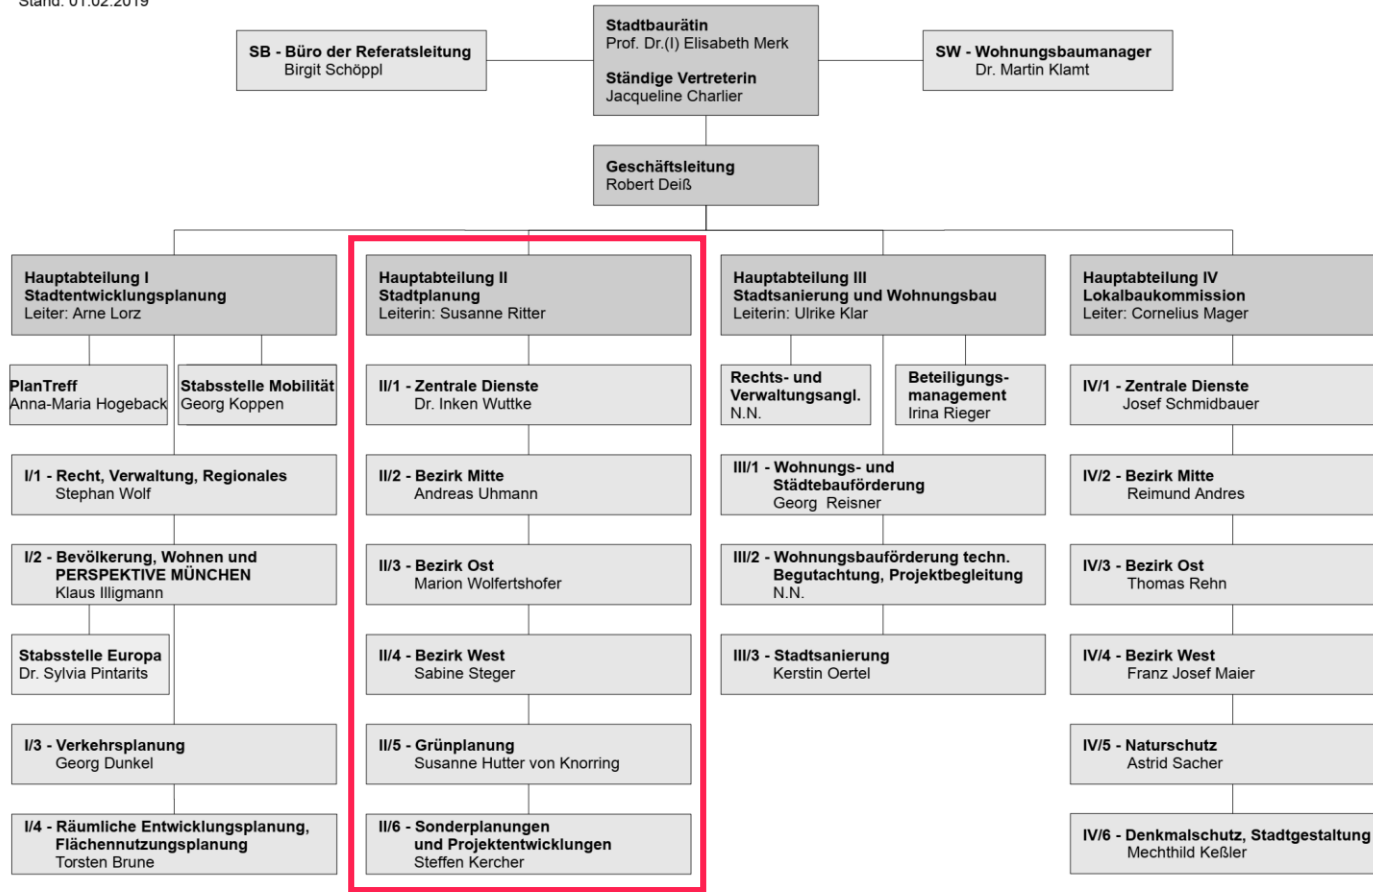 Stand: 01.02.2019
Stadtbaurätin
Prof. Dr.(I) Elisabeth Merk
Ständige Vertreterin
Jacqueline Charlier
SB - Büro der Referatsleitung
Birgit Schöppl
SW - Wohnungsbaumanager
Dr. Martin Klamt
Geschäftsleitung
Robert Deiß
Hauptabteilung I
Stadtentwicklungsplanung
Leiter: Arne Lorz
PlanTreff
Anna-Maria Hogeback
Stabsstelle Mobilität
Georg Koppen
I/1 - Recht, Verwaltung, Regionales
Stephan Wolf
I/2 - Bevölkerung, Wohnen und
PERSPEKTIVE MÜNCHEN
Klaus Illigmann
Stabsstelle Europa
Dr. Sylvia Pintarits
I/3 - Verkehrsplanung
Georg Dunkel
I/4 - Räumliche Entwicklungsplanung,
Flächennutzungsplanung
Torsten Brune
Hauptabteilung II
Stadtplanung
Leiterin: Susanne Ritter
II/1 - Zentrale Dienste
Dr. Inken Wuttke
II/2 - Bezirk Mitte
Andreas Uhmann
II/3 - Bezirk Ost
Marion Wolfertshofer
II/4 - Bezirk West
Sabine Steger
II/5 - Grünplanung
Susanne Hutter von Knorring
II/6 - Sonderplanungen
und Projektentwicklungen
Steffen Kercher
Hauptabteilung III
Stadtsanierung und Wohnungsbau
Leiterin: Ulrike Klar
Rechts- und
Verwaltungsangl.
N.N.
Beteiligungs-
management
Irina Rieger
III/1 - Wohnungs- und
Städtebauförderung
Georg Reisner
III/2 - Wohnungsbauförderung techn.
Begutachtung, Projektbegleitung
N.N.
III/3 - Stadtsanierung
Kerstin Oertel
Hauptabteilung IV
Lokalbaukommission
Leiter: Cornelius Mager
IV/1 - Zentrale Dienste
Josef Schmidbauer
IV/2 - Bezirk Mitte
Reimund Andres
IV/3 - Bezirk Ost
Thomas Rehn
IV/4 - Bezirk West
Franz Josef Maier
IV/5 - Naturschutz
Astrid Sacher
IV/6 - Denkmalschutz, Stadtgestaltung
Mechthild Keßler